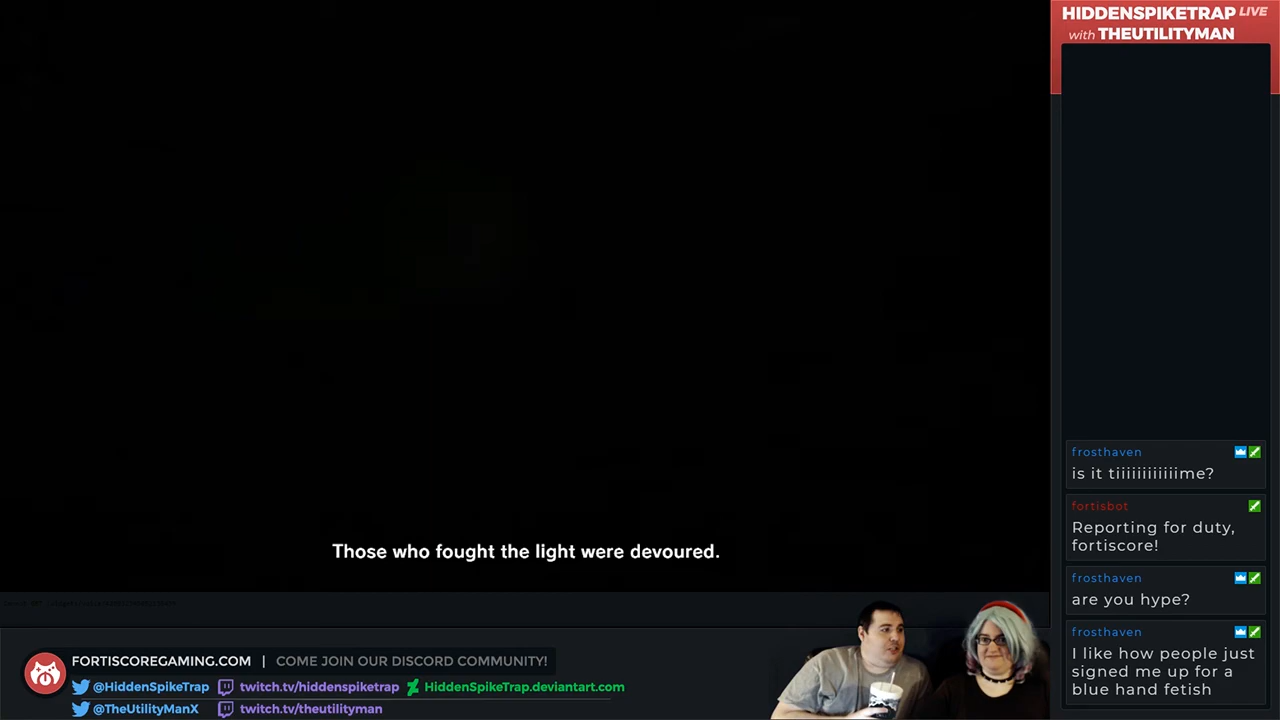 HIDDENSPIKETRAP LIVE
with THEUTILITYMAN
frosthaven
is it tiiiiiiiiiiiime?
fortisbot
Reporting for duty,
fortiscore!
frosthaven
are you hype?
frosthaven
I like how people just
signed me up for a
blue hand fetish
Those who fought the light were devoured.
FORTISCOREGAMING.COM | COME JOIN OUR DISCORD COMMUNITY!
@HiddenSpikeTrap twitch.tv/hiddenspiketrap HiddenSpikeTrap.deviantart.com
@TheUtilityManX twitch.tv/theutilityman